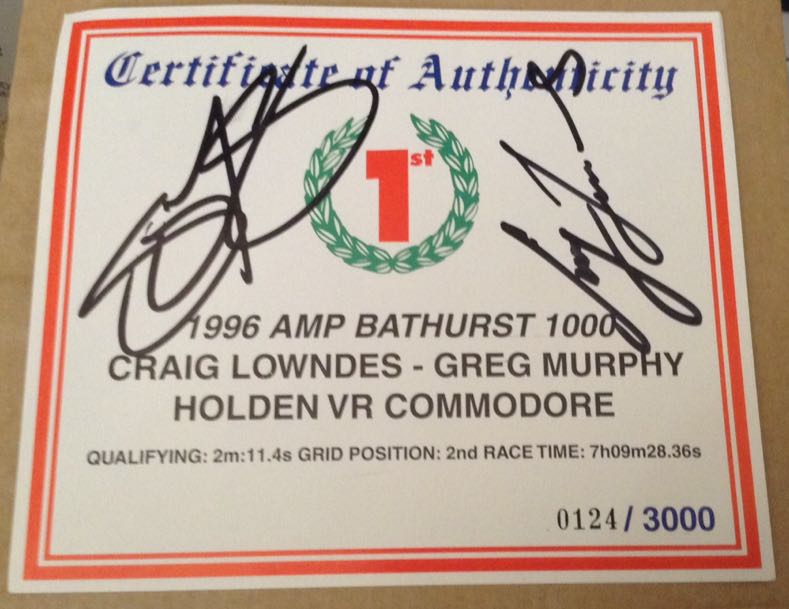 Certificate of Authenticity
1st
1996 AMP BATHURST 1000
CRAIG LOWNDES - GREG MURPHY
HOLDEN VR COMMODORE
QUALIFYING: 2m:11.4s GRID POSITION: 2nd RACE TIME: 7h09m28.36s
0124 / 3000